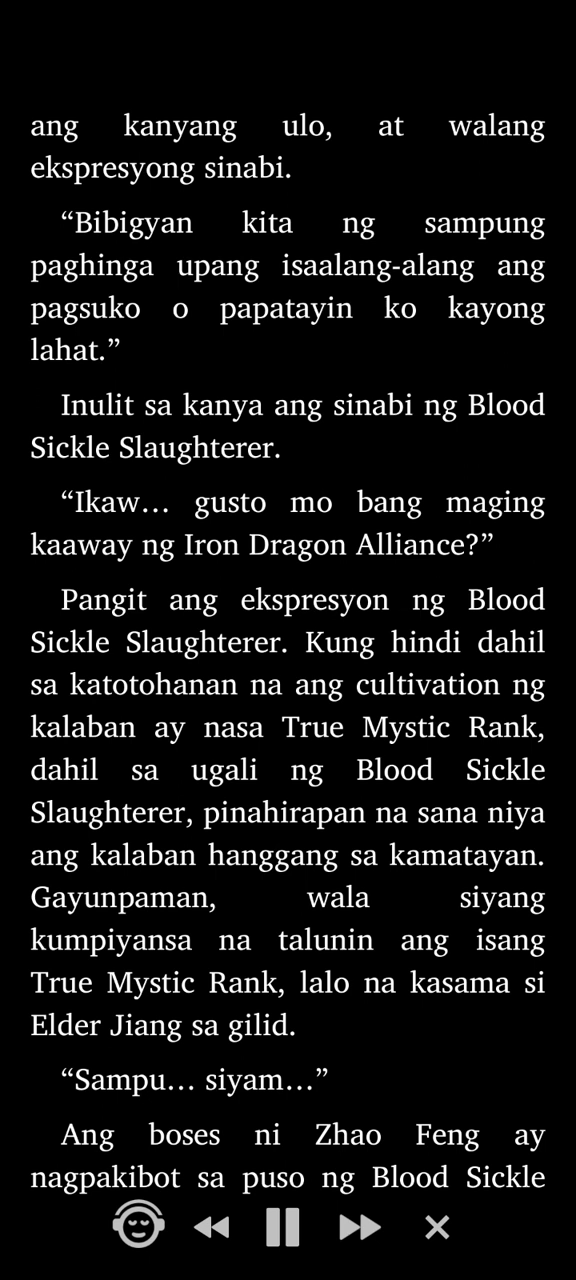 ang kanyang ulo, at walang
ekspresyong sinabi.
“Bibigyan kita ng sampung
paghinga upang isaalang-alang ang
pagsuko o papatayin ko kayong
lahat.”
Inulit sa kanya ang sinabi ng Blood
Sickle Slaughterer.
“Ikaw… gusto mo bang maging
kaaway ng Iron Dragon Alliance?”
Pangit ang ekspresyon ng Blood
Sickle Slaughterer. Kung hindi dahil
sa katotohanan na ang cultivation ng
kalaban ay nasa True Mystic Rank,
dahil sa ugali ng Blood Sickle
Slaughterer, pinahirapan na sana niya
ang kalaban hanggang sa kamatayan.
Gayunpaman, wala siyang
kumpiyansa na talunin ang isang
True Mystic Rank, lalo na kasama si
Elder Jiang sa gilid.
“Sampu… siyam…”
Ang boses ni Zhao Feng ay
nagpakibot sa puso ng Blood Sickle